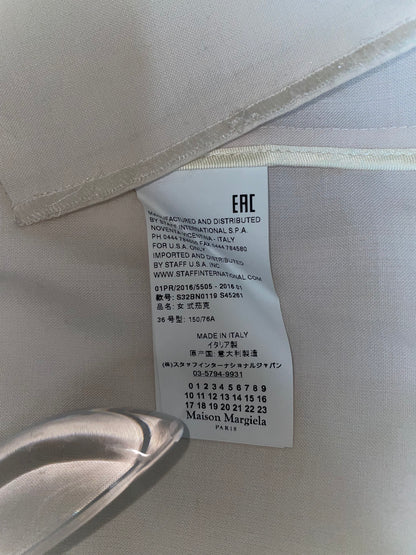 EAC
MANUFACTURED AND DISTRIBUTED
BY STAFF INTERNATIONAL S.P.A.
NOVENTA VICENTINA - ITALY
PH 0444 784600 FAX 0444 784580
FOR U.S.A. ONLY
IMPORTED AND DISTRIBUTED
BY STAFF U.S.A. INC.
WWW.STAFFINTERNATIONAL.COM
01PR/2016/5505 - 2016 01
款号: S32BN0119 S45261
品名: 女式茄克
36 号型: 150/76A
MADE IN ITALY
イタリア製
原产国: 意大利製造
(株)スタッフインターナショナルジャパン
03-5794-9931
0 1 2 3 4 5 6 7 8 9
10 11 12 13 14 15 16
17 18 19 20 21 22 23
Maison Margiela
PARIS